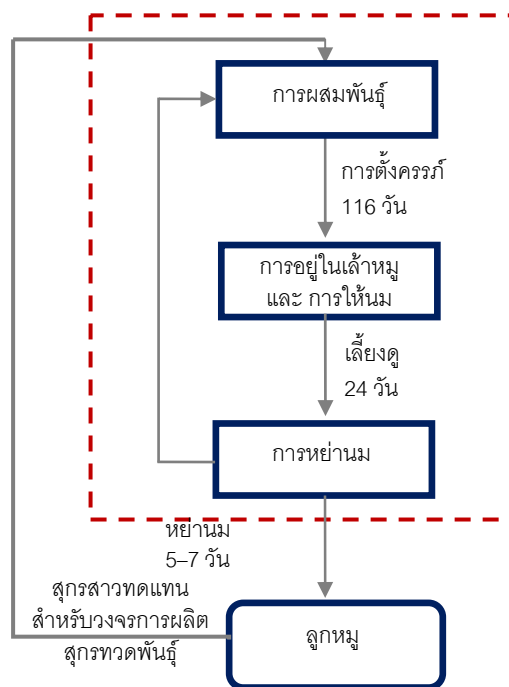 การผสมพันธุ์
การตั้งครรภ์
116 วัน
การอยู่ในเล้าหมู
และ การให้นม
เลี้ยงดู
24 วัน
การหย่านม
หย่านม
5–7 วัน
สุกรสาวทดแทน
สำหรับวงจรการผลิต
สุกรทวดพันธุ์
ลูกหมู